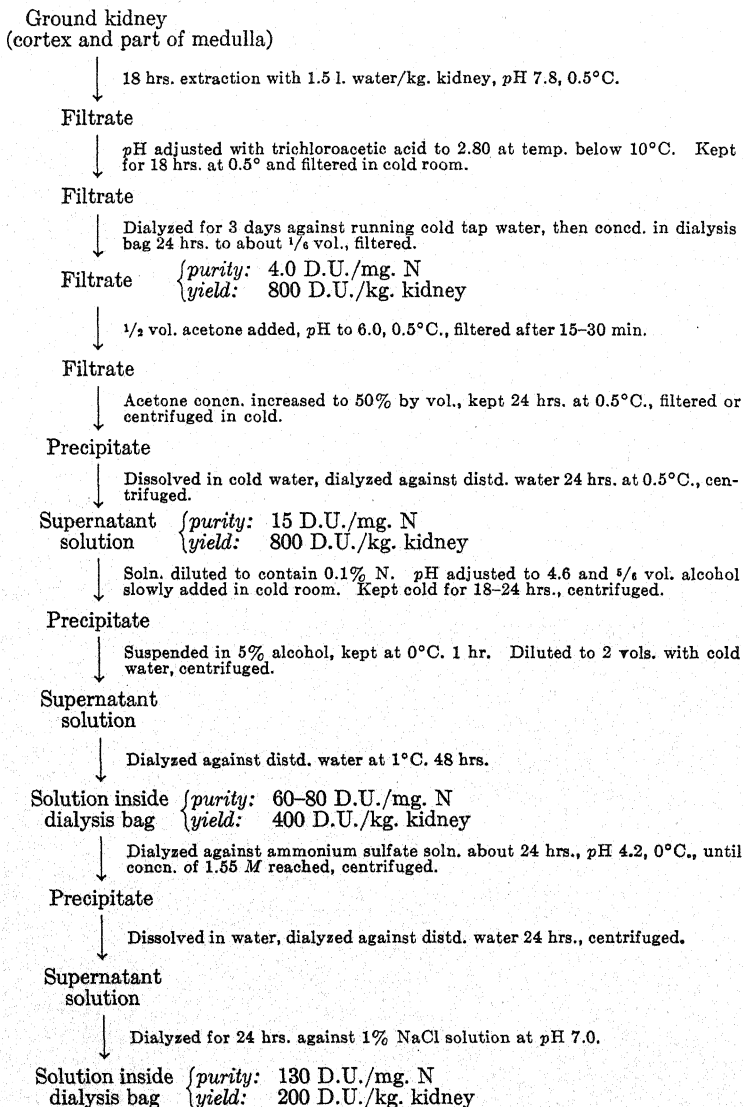 Ground kidney
(cortex and part of medulla)
18 hrs. extraction with 1.5 l. water/kg. kidney, pH 7.8, 0.5°C.
Filtrate
pH adjusted with trichloroacetic acid to 2.80 at temp. below 10°C. Kept
for 18 hrs. at 0.5° and filtered in cold room.
Filtrate
Dialyzed for 3 days against running cold tap water, then concd. in dialysis
bag 24 hrs. to about 1/6 vol., filtered.
Filtrate {purity: 4.0 D.U./mg. N
yield: 800 D.U./kg. kidney
1/2 vol. acetone added, pH to 6.0, 0.5°C., filtered after 15–30 min.
Filtrate
Acetone concn. increased to 50% by vol., kept 24 hrs. at 0.5°C., filtered or
centrifuged in cold.
Precipitate
Dissolved in cold water, dialyzed against distd. water 24 hrs. at 0.5°C., cen-
trifuged.
Supernatant {purity: 15 D.U./mg. N
solution yield: 800 D.U./kg. kidney
Soln. diluted to contain 0.1% N. pH adjusted to 4.6 and 5/6 vol. alcohol
slowly added in cold room. Kept cold for 18–24 hrs., centrifuged.
Precipitate
Suspended in 5% alcohol, kept at 0°C. 1 hr. Diluted to 2 vols. with cold
water, centrifuged.
Supernatant
solution
Dialyzed against distd. water at 1°C. 48 hrs.
Solution inside {purity: 60–80 D.U./mg. N
dialysis bag yield: 400 D.U./kg. kidney
Dialyzed against ammonium sulfate soln. about 24 hrs., pH 4.2, 0°C., until
concn. of 1.55 M reached, centrifuged.
Precipitate
Dissolved in water, dialyzed against distd. water 24 hrs., centrifuged.
Supernatant
solution
Dialyzed for 24 hrs. against 1% NaCl solution at pH 7.0.
Solution inside {purity: 130 D.U./mg. N
dialysis bag yield: 200 D.U./kg. kidney